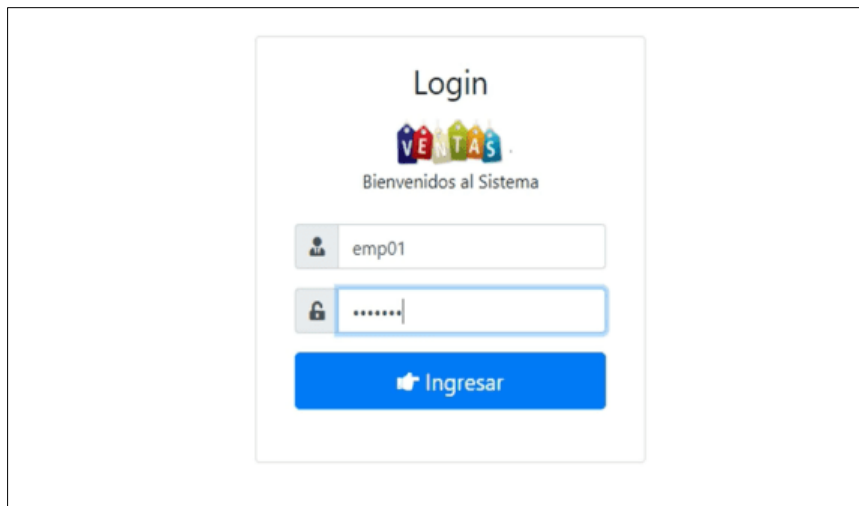 Login
VENTAS
Bienvenidos al Sistema
emp01
•••••••
Ingresar